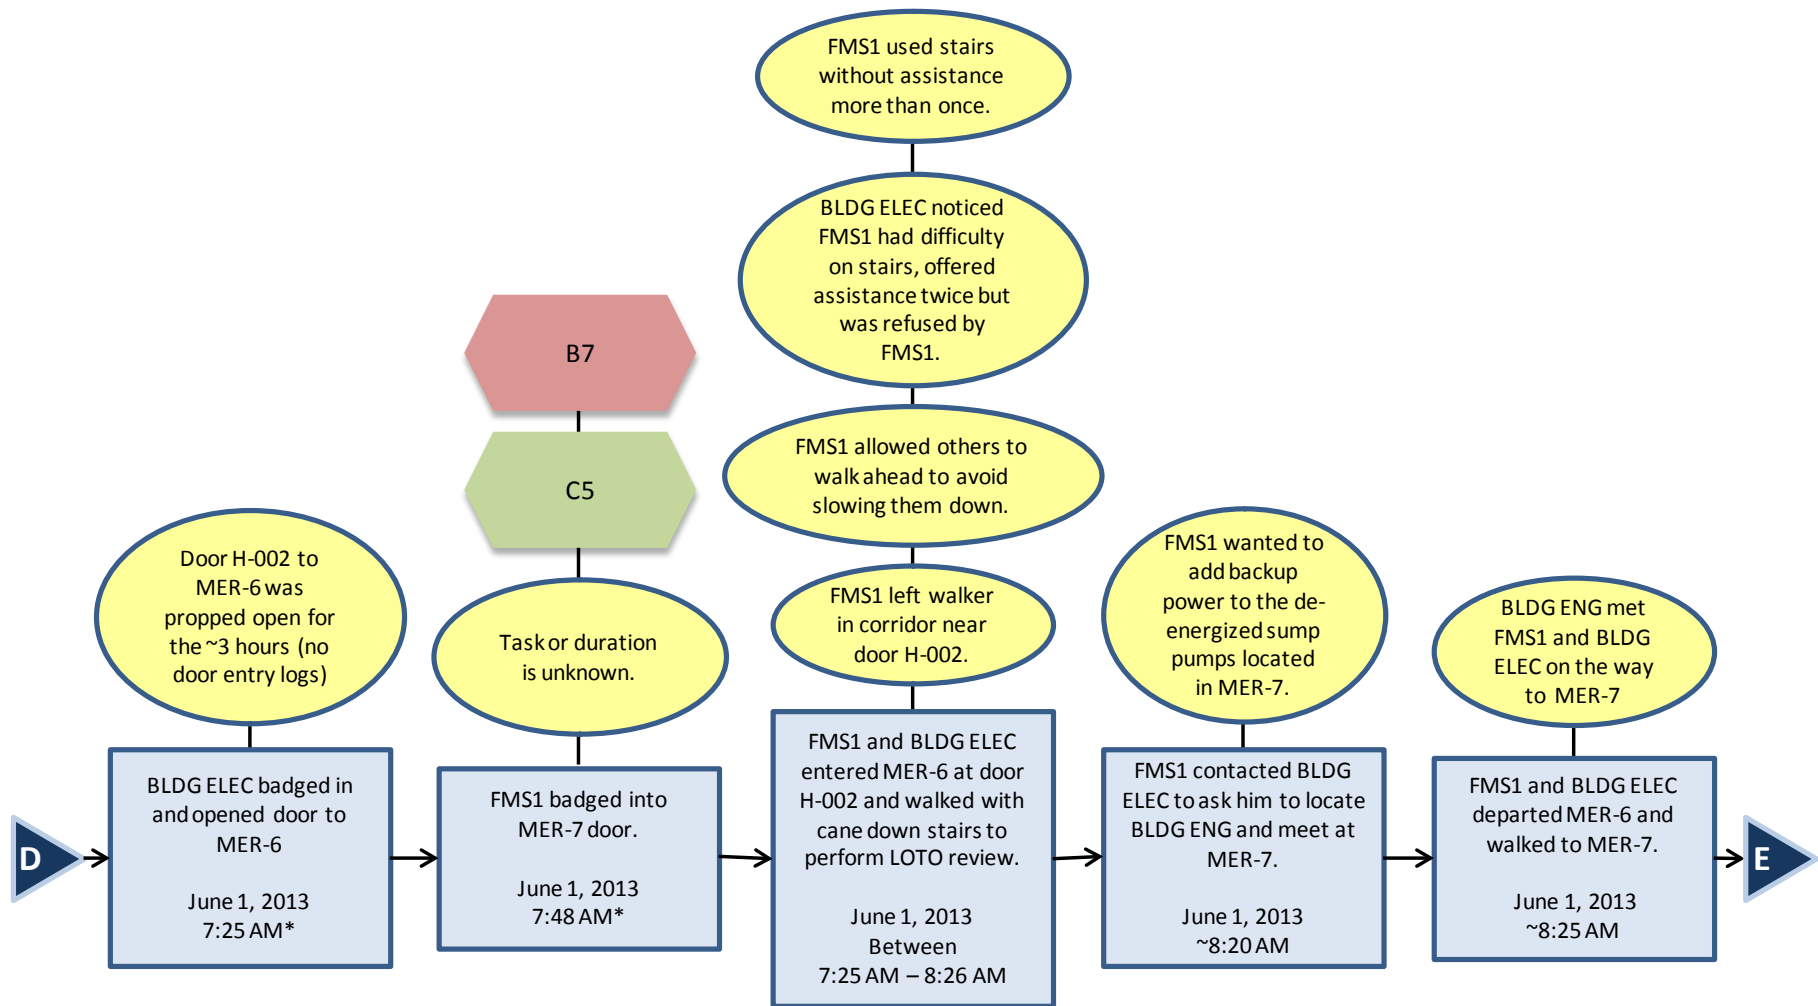 FMS1 used stairs
without assistance
more than once.
BLDG ELEC noticed
FMS1 had difficulty
on stairs, offered
assistance twice but
was refused by
FMS1.
B7
C5
FMS1 allowed others to
walk ahead to avoid
slowing them down.
Door H-002 to
MER-6 was
propped open for
the ~3 hours (no
door entry logs)
Task or duration
is unknown.
FMS1 left walker
in corridor near
door H-002.
FMS1 wanted to
add backup
power to the de-
energized sump
pumps located
in MER-7.
BLDG ENG met
FMS1 and BLDG
ELEC on the way
to MER-7
D
BLDG ELEC badged in
and opened door to
MER-6
June 1, 2013
7:25 AM*
FMS1 badged into
MER-7 door.
June 1, 2013
7:48 AM*
FMS1 and BLDG ELEC
entered MER-6 at door
H-002 and walked with
cane down stairs to
perform LOTO review.
June 1, 2013
Between
7:25 AM – 8:26 AM
FMS1 contacted BLDG
ELEC to ask him to locate
BLDG ENG and meet at
MER-7.
June 1, 2013
~8:20 AM
FMS1 and BLDG ELEC
departed MER-6 and
walked to MER-7.
June 1, 2013
~8:25 AM
E